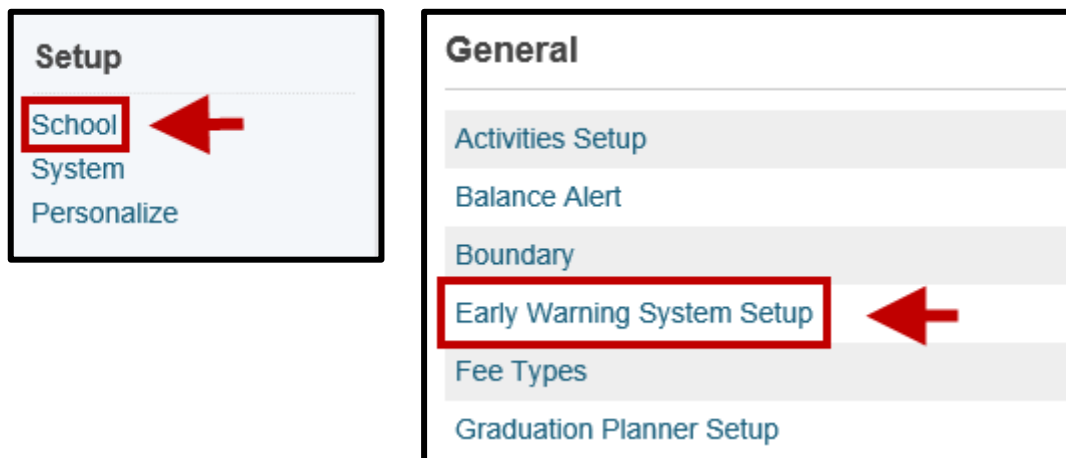 Setup
School
System
Personalize
General
Activities Setup
Balance Alert
Boundary
Early Warning System Setup
Fee Types
Graduation Planner Setup